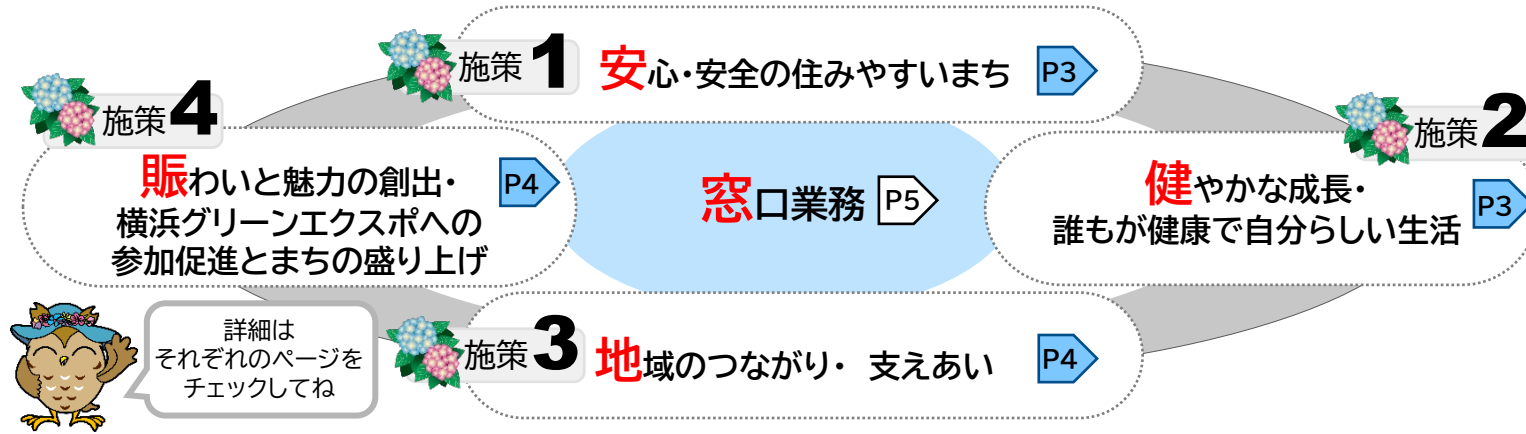 施策1
安心・安全の住みやすいまち
P3
施策2
健やかな成長・
誰もが健康で自分らしい生活
P3
施策4
賑わいと魅力の創出・
横浜グリーンエクスポへの
参加促進とまちの盛り上げ
P4
窓口業務
P5
施策3
地域のつながり・ 支えあい
P4
詳細は
それぞれのページを
チェックしてね